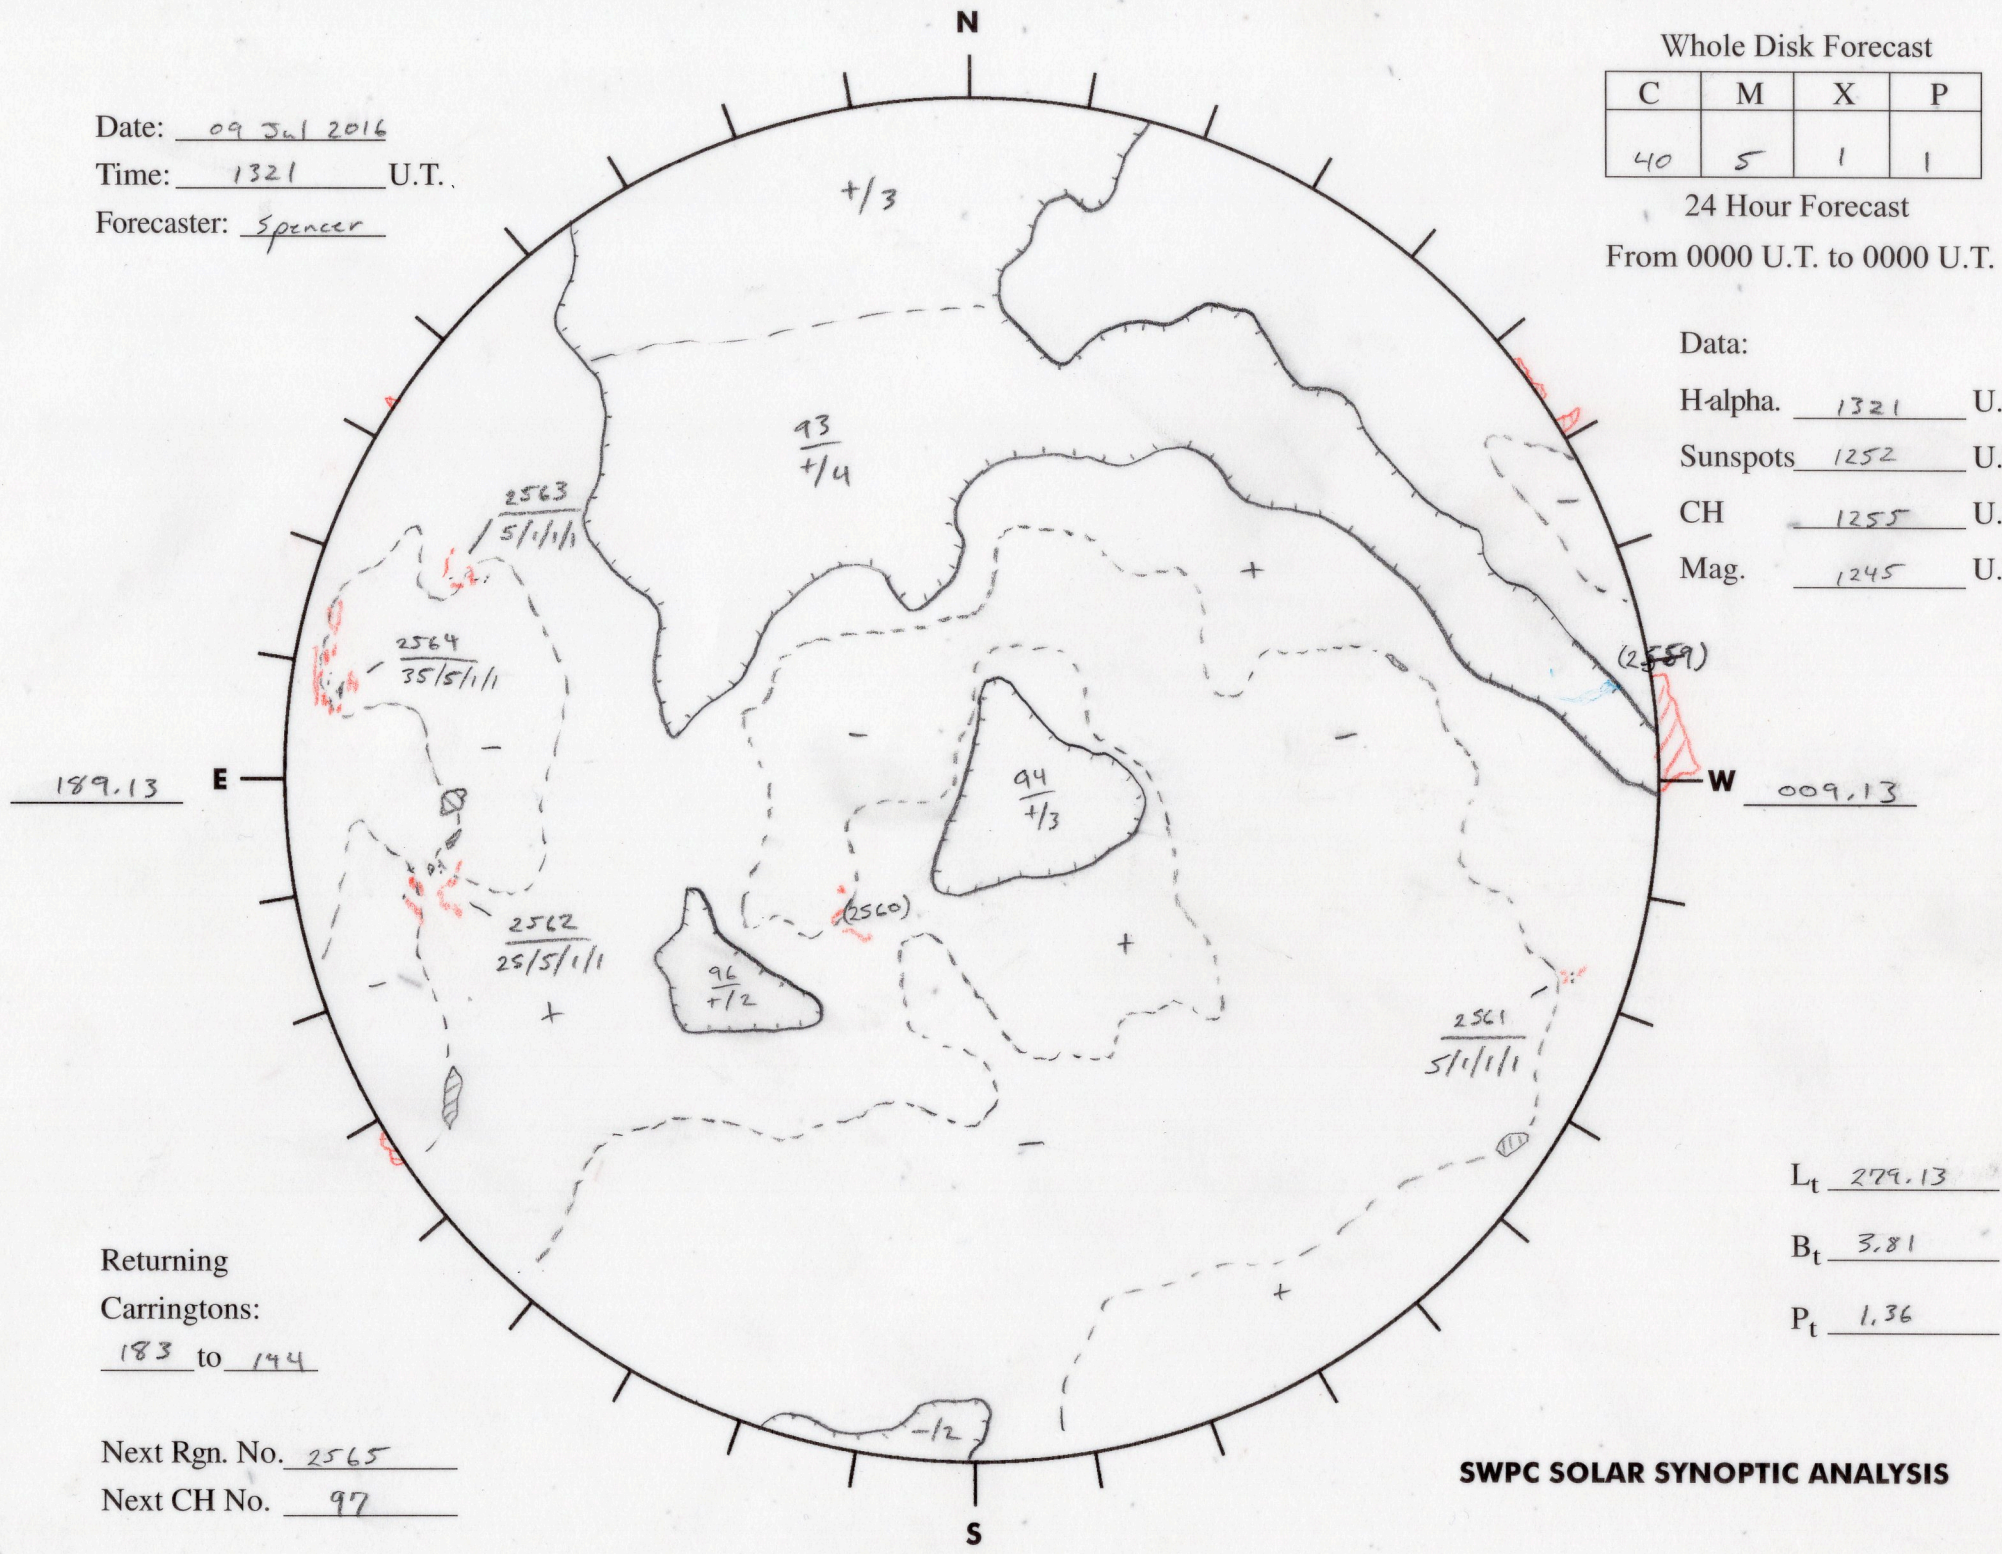 N
Whole Disk Forecast
C M X P
40 5 1 1
24 Hour Forecast
From 0000 U.T. to 0000 U.T.
Date: 09 Jul 2016
Time: 1321 U.T.
Forecaster: Spencer
+/3
Data:
H-alpha. 1321 U.
Sunspots 1252 U.
CH 1255 U.
Mag. 1245 U.
93
+/4
2563
5/1/1/1
−
+
2564
35/5/1/1
(2559)
−
−
−
189.13 E
94
+/3
W 009.13
(2560)
2562
25/5/1/1
+
96
+/2
−
+
2561
5/1/1/1
−
+
Lt 279.13
Bt 3.81
Pt 1.36
Returning
Carringtons:
183 to 144
−/2
Next Rgn. No. 2565
Next CH No. 97
SWPC SOLAR SYNOPTIC ANALYSIS
S